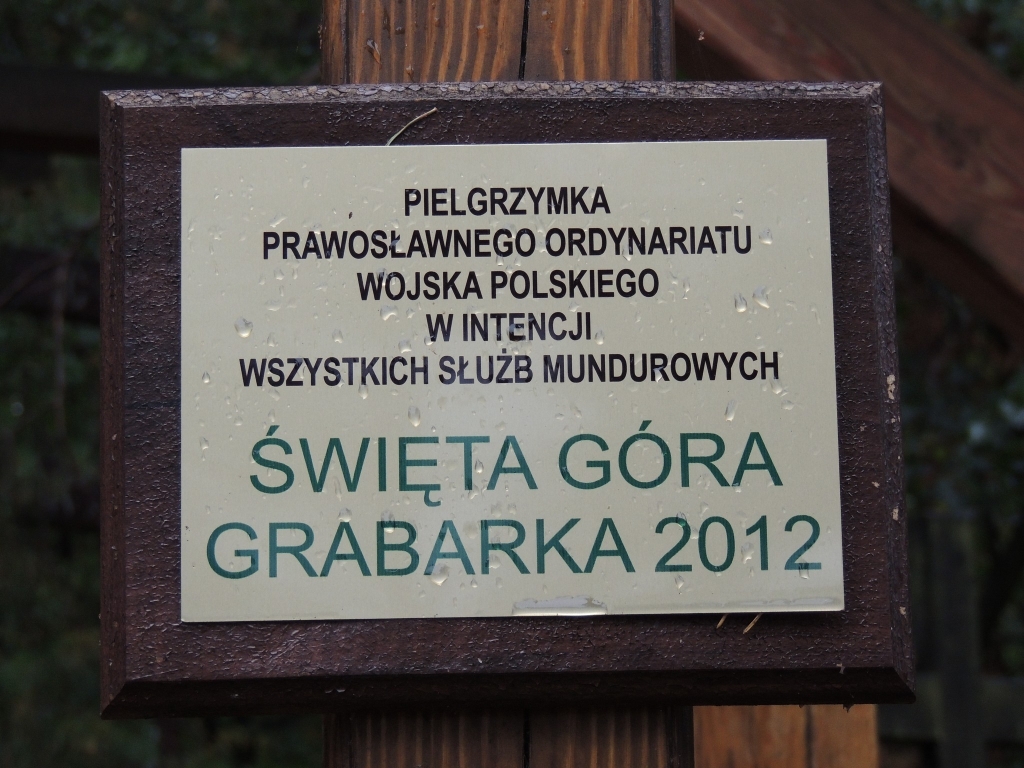 PIELGRZYMKA
PRAWOSŁAWNEGO ORDYNARIATU
WOJSKA POLSKIEGO
W INTENCJI
WSZYSTKICH SŁUŻB MUNDUROWYCH
ŚWIĘTA GÓRA
GRABARKA 2012